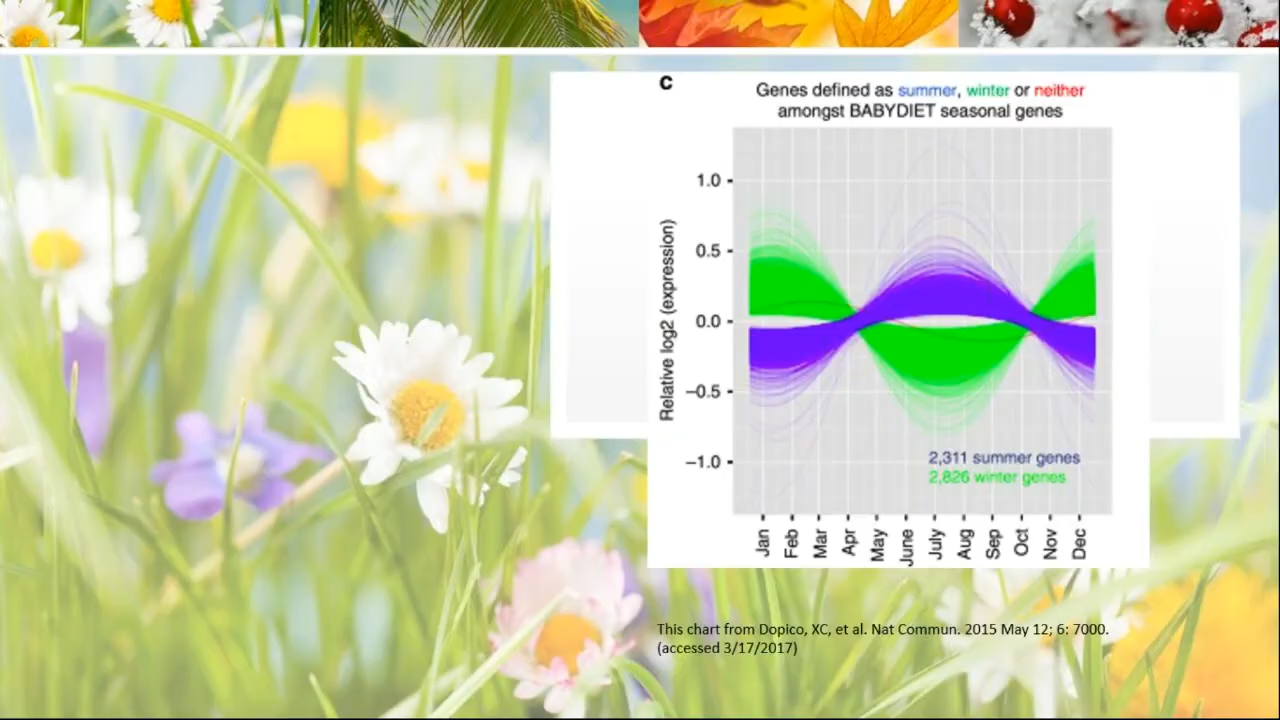 c
Genes defined as summer, winter or neither
amongst BABYDIET seasonal genes
Relative log2 (expression)
1.0
0.5
0.0
−0.5
−1.0
2,311 summer genes
2,826 winter genes
Jan
Feb
Mar
Apr
May
June
July
Aug
Sep
Oct
Nov
Dec
This chart from Dopico, XC, et al. Nat Commun. 2015 May 12; 6: 7000.
(accessed 3/17/2017)